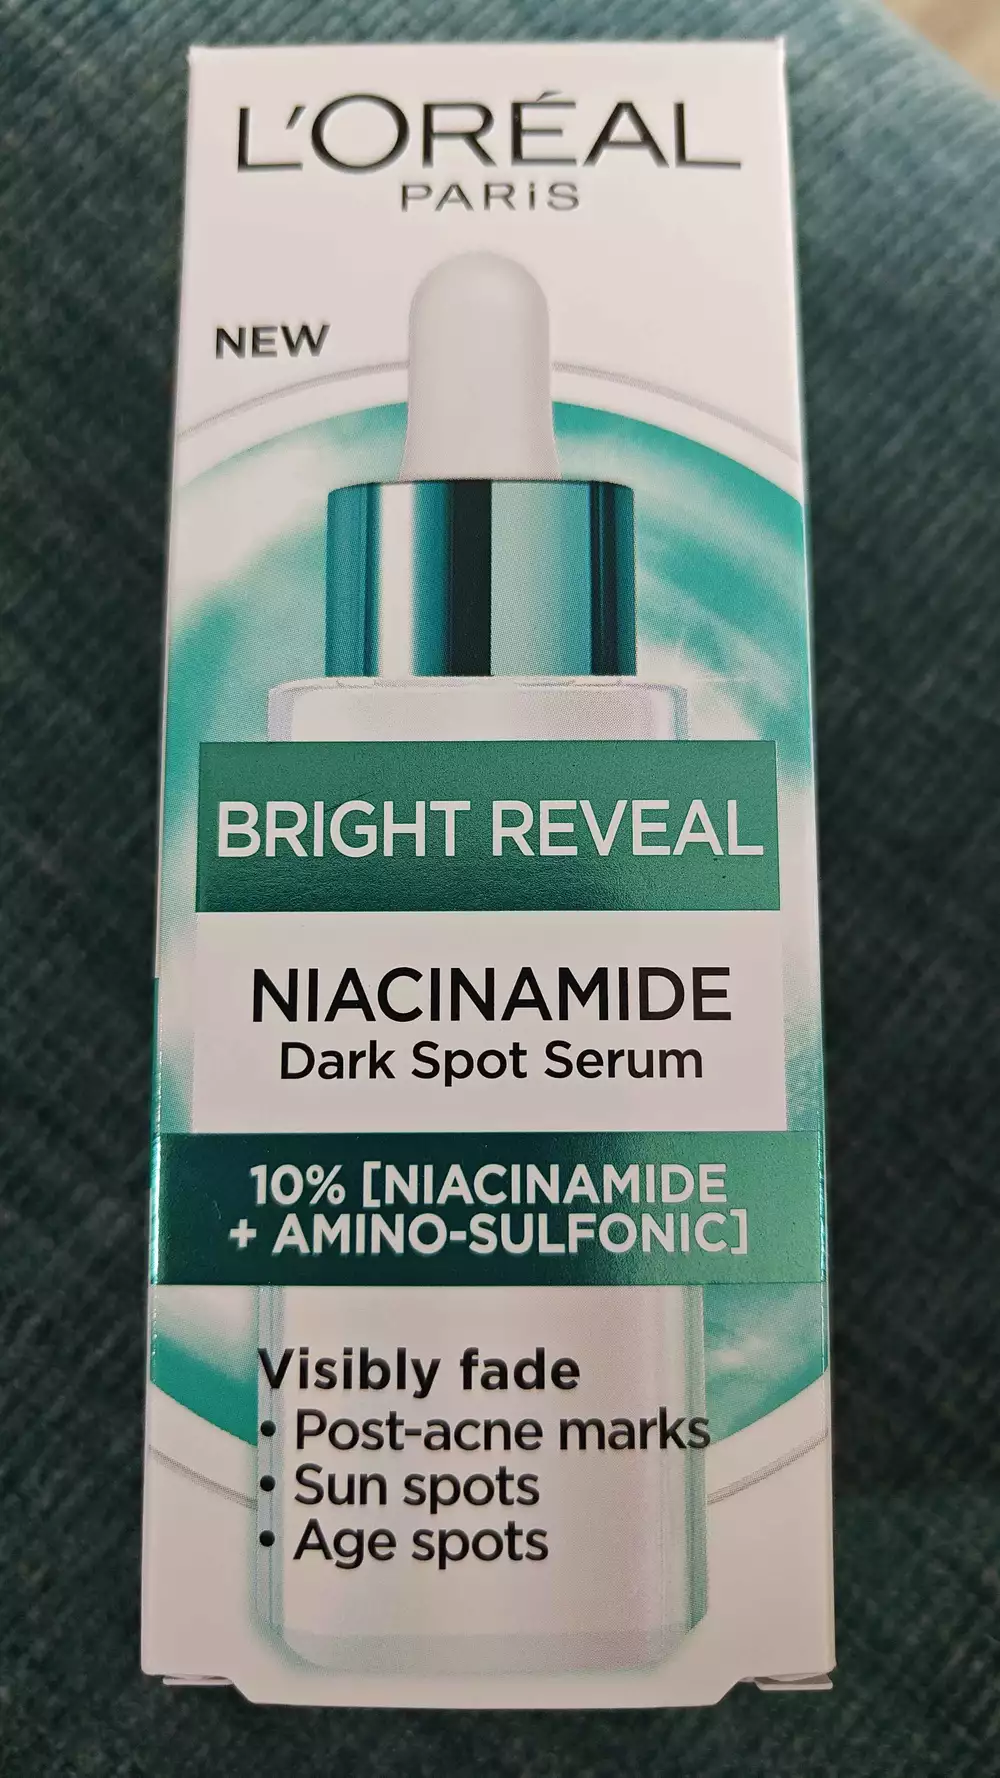 L'ORÉAL
PARiS
NEW
BRIGHT REVEAL
NIACINAMIDE
Dark Spot Serum
10% [NIACINAMIDE
+ AMINO-SULFONIC]
Visibly fade
• Post-acne marks
• Sun spots
• Age spots